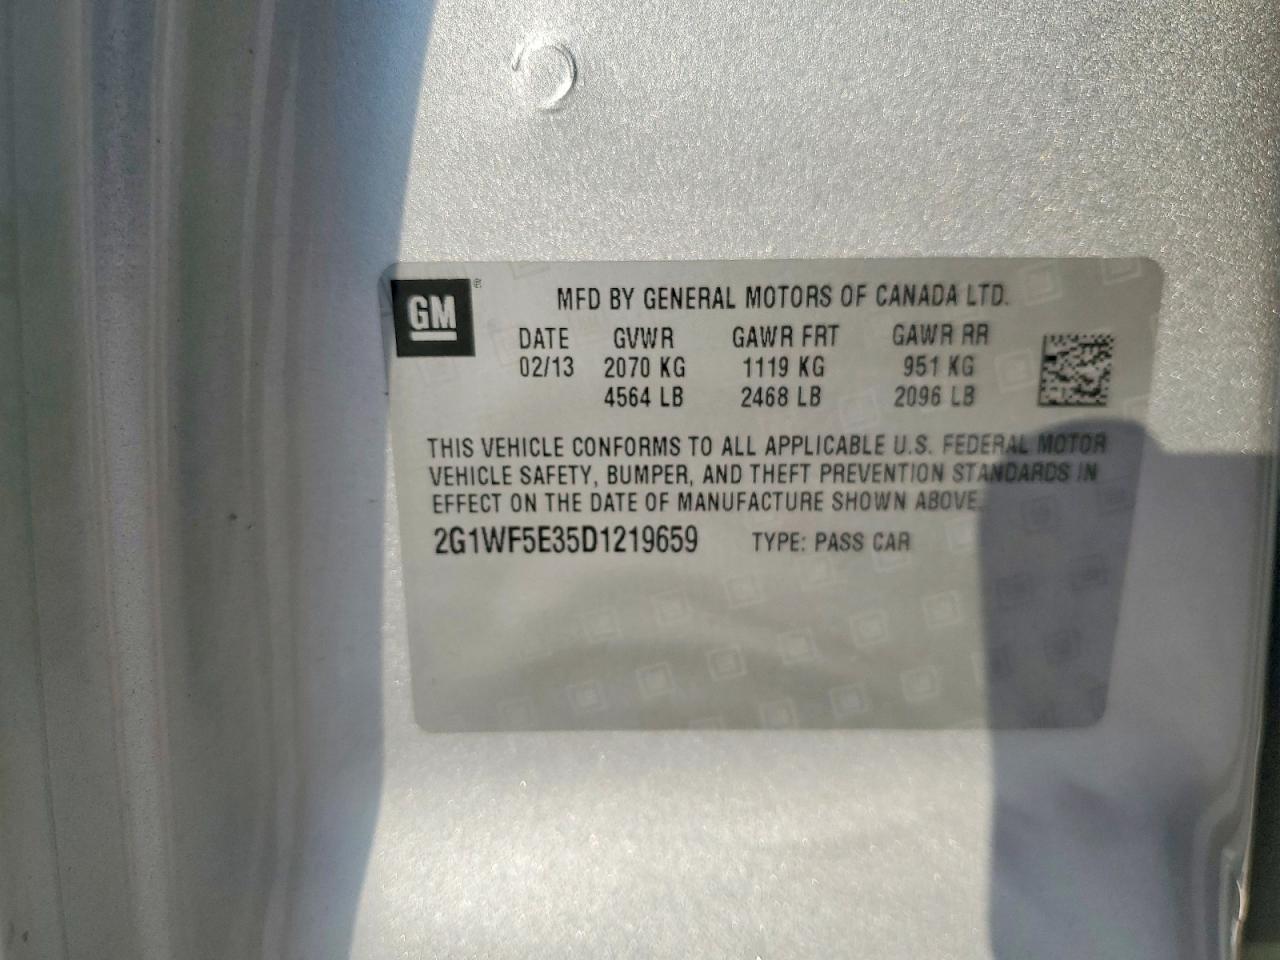 GM ®
MFD BY GENERAL MOTORS OF CANADA LTD.
DATE GVWR GAWR FRT GAWR RR
02/13 2070 KG 1119 KG 951 KG
4564 LB 2468 LB 2096 LB
THIS VEHICLE CONFORMS TO ALL APPLICABLE U.S. FEDERAL MOTOR
VEHICLE SAFETY, BUMPER, AND THEFT PREVENTION STANDARDS IN
EFFECT ON THE DATE OF MANUFACTURE SHOWN ABOVE.
2G1WF5E35D1219659 TYPE: PASS CAR